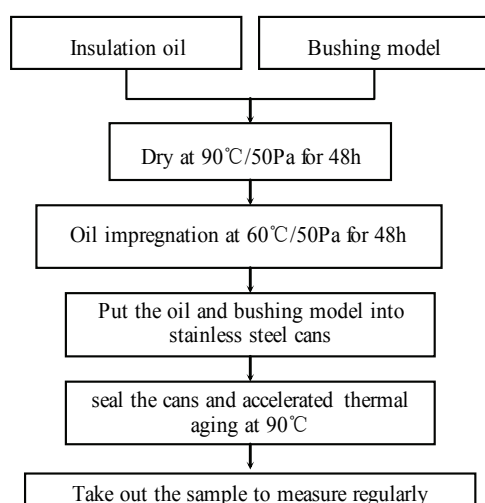 Insulation oil
Bushing model
Dry at 90℃/50Pa for 48h
Oil impregnation at 60℃/50Pa for 48h
Put the oil and bushing model into
stainless steel cans
seal the cans and accelerated thermal
aging at 90℃
Take out the sample to measure regularly